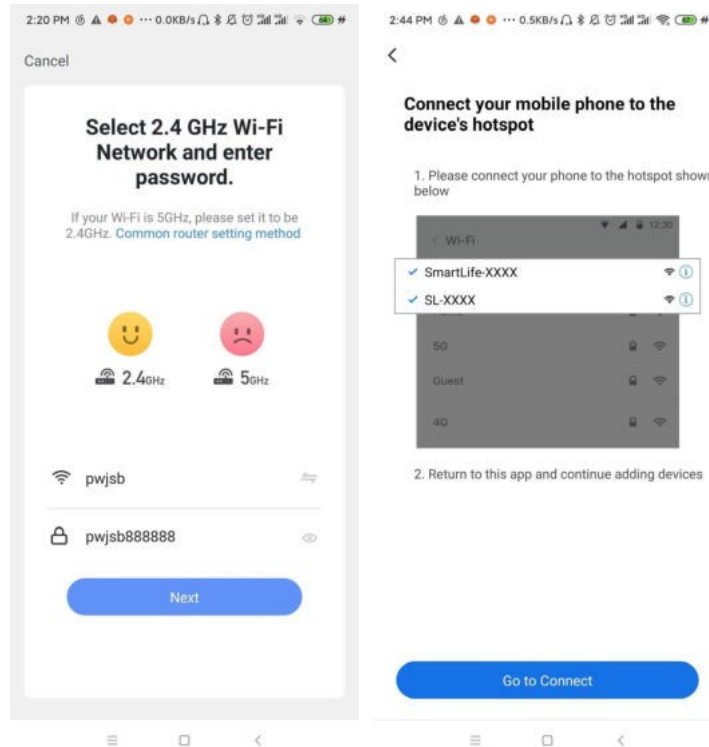 2:20 PM
0.0KB/s
64
Cancel
Select 2.4 GHz Wi-Fi
Network and enter
password.
If your Wi-Fi is 5GHz, please set it to be
2.4GHz. Common router setting method
2.4GHz
5GHz
pwjsb
pwjsb888888
Next
2:44 PM
0.5KB/s
Connect your mobile phone to the
device's hotspot
1. Please connect your phone to the hotspot shown
below
12:30
Wi-Fi
SmartLife-XXXX
SL-XXXX
5G
Guest
4G
2. Return to this app and continue adding devices
Go to Connect